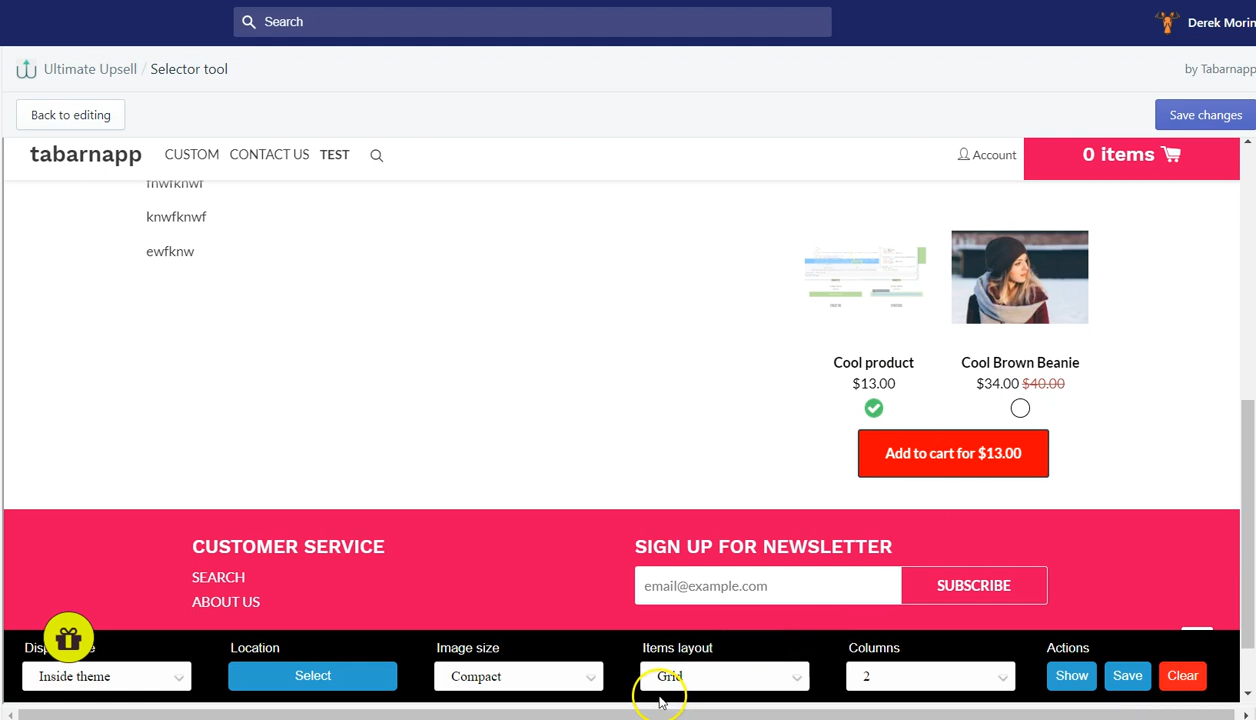 Search
Derek Morin
Ultimate Upsell / Selector tool
by Tabarnapp
Back to editing
Save changes
tabarnapp
CUSTOM CONTACT US TEST
Account
0 items
fnwfknwf
knwfknwf
ewfknw
Cool product
$13.00
Cool Brown Beanie
$34.00 $40.00
Add to cart for $13.00
CUSTOMER SERVICE
SEARCH
ABOUT US
SIGN UP FOR NEWSLETTER
email@example.com
SUBSCRIBE
Location
Image size
Items layout
Columns
Actions
Inside theme
Select
Compact
Grid
2
Show
Save
Clear